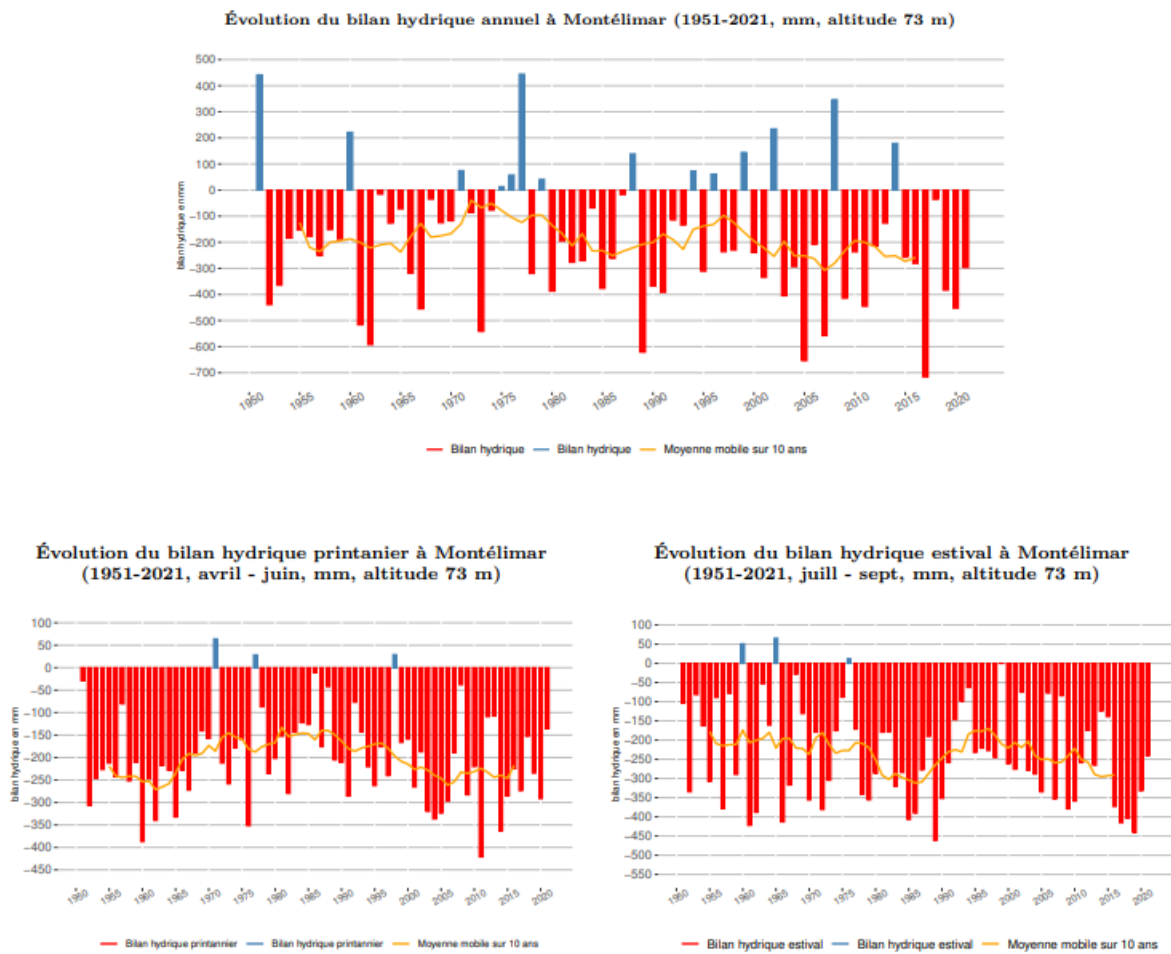 Évolution du bilan hydrique annuel à Montélimar (1951-2021, mm, altitude 73 m)
500
400
300
200
100
0
−100
−200
−300
−400
−500
−600
−700
bilan hydrique en mm
1950 1955 1960 1965 1970 1975 1980 1985 1990 1995 2000 2005 2010 2015 2020
Bilan hydrique Bilan hydrique Moyenne mobile sur 10 ans
Évolution du bilan hydrique printanier à Montélimar
(1951-2021, avril - juin, mm, altitude 73 m)
100
50
0
−50
−100
−150
−200
−250
−300
−350
−400
−450
bilan hydrique en mm
1950 1955 1960 1965 1970 1975 1980 1985 1990 1995 2000 2005 2010 2015 2020
Bilan hydrique printannier Bilan hydrique printannier Moyenne mobile sur 10 ans
Évolution du bilan hydrique estival à Montélimar
(1951-2021, juill - sept, mm, altitude 73 m)
100
50
0
−50
−100
−150
−200
−250
−300
−350
−400
−450
−500
−550
bilan hydrique en mm
1950 1955 1960 1965 1970 1975 1980 1985 1990 1995 2000 2005 2010 2015 2020
Bilan hydrique estival Bilan hydrique estival Moyenne mobile sur 10 ans